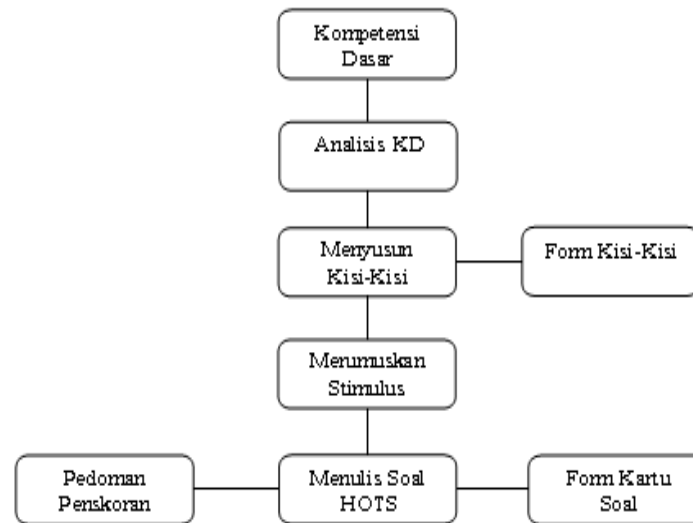 Kompetensi
Dasar
Analisis KD
Menyusun
Kisi-Kisi
Form Kisi-Kisi
Merumuskan
Stimulus
Pedoman
Penskoran
Menulis Soal
HOTS
Form Kartu
Soal